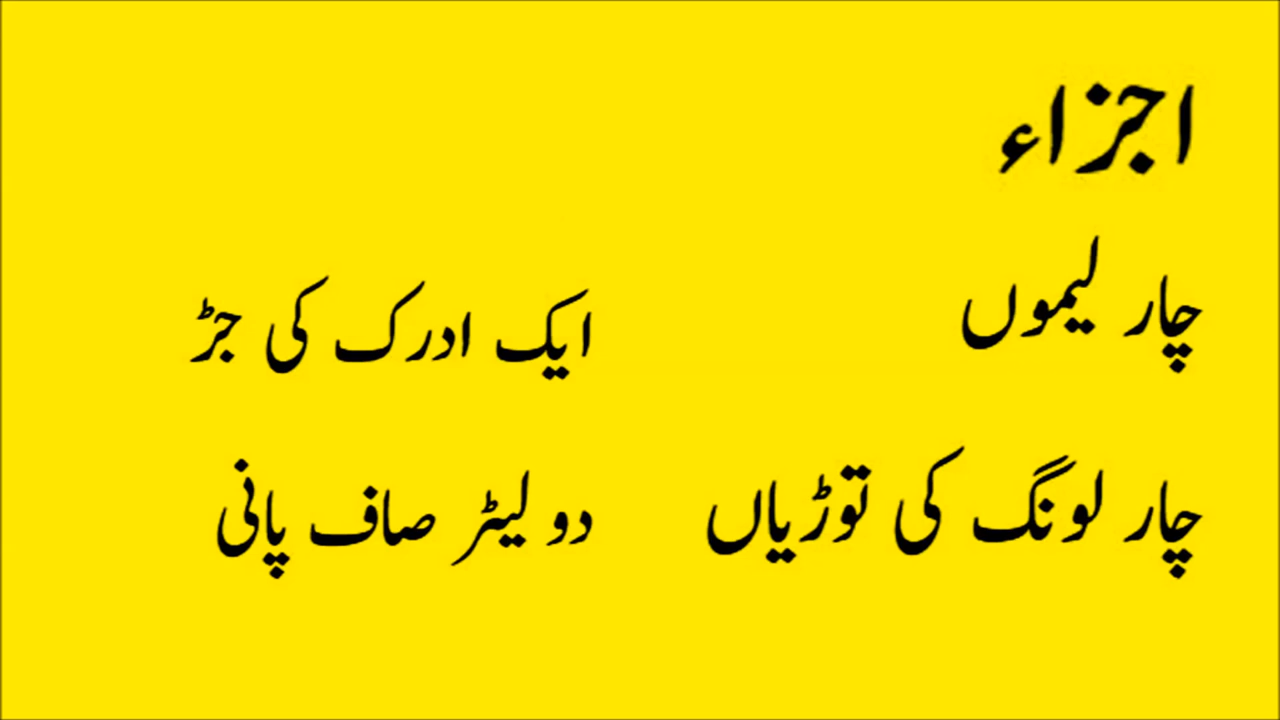 اجزاء
چار لیموں
ایک ادرک کی جڑ
چار لونگ کی توڑیاں
دو لیٹر صاف پانی